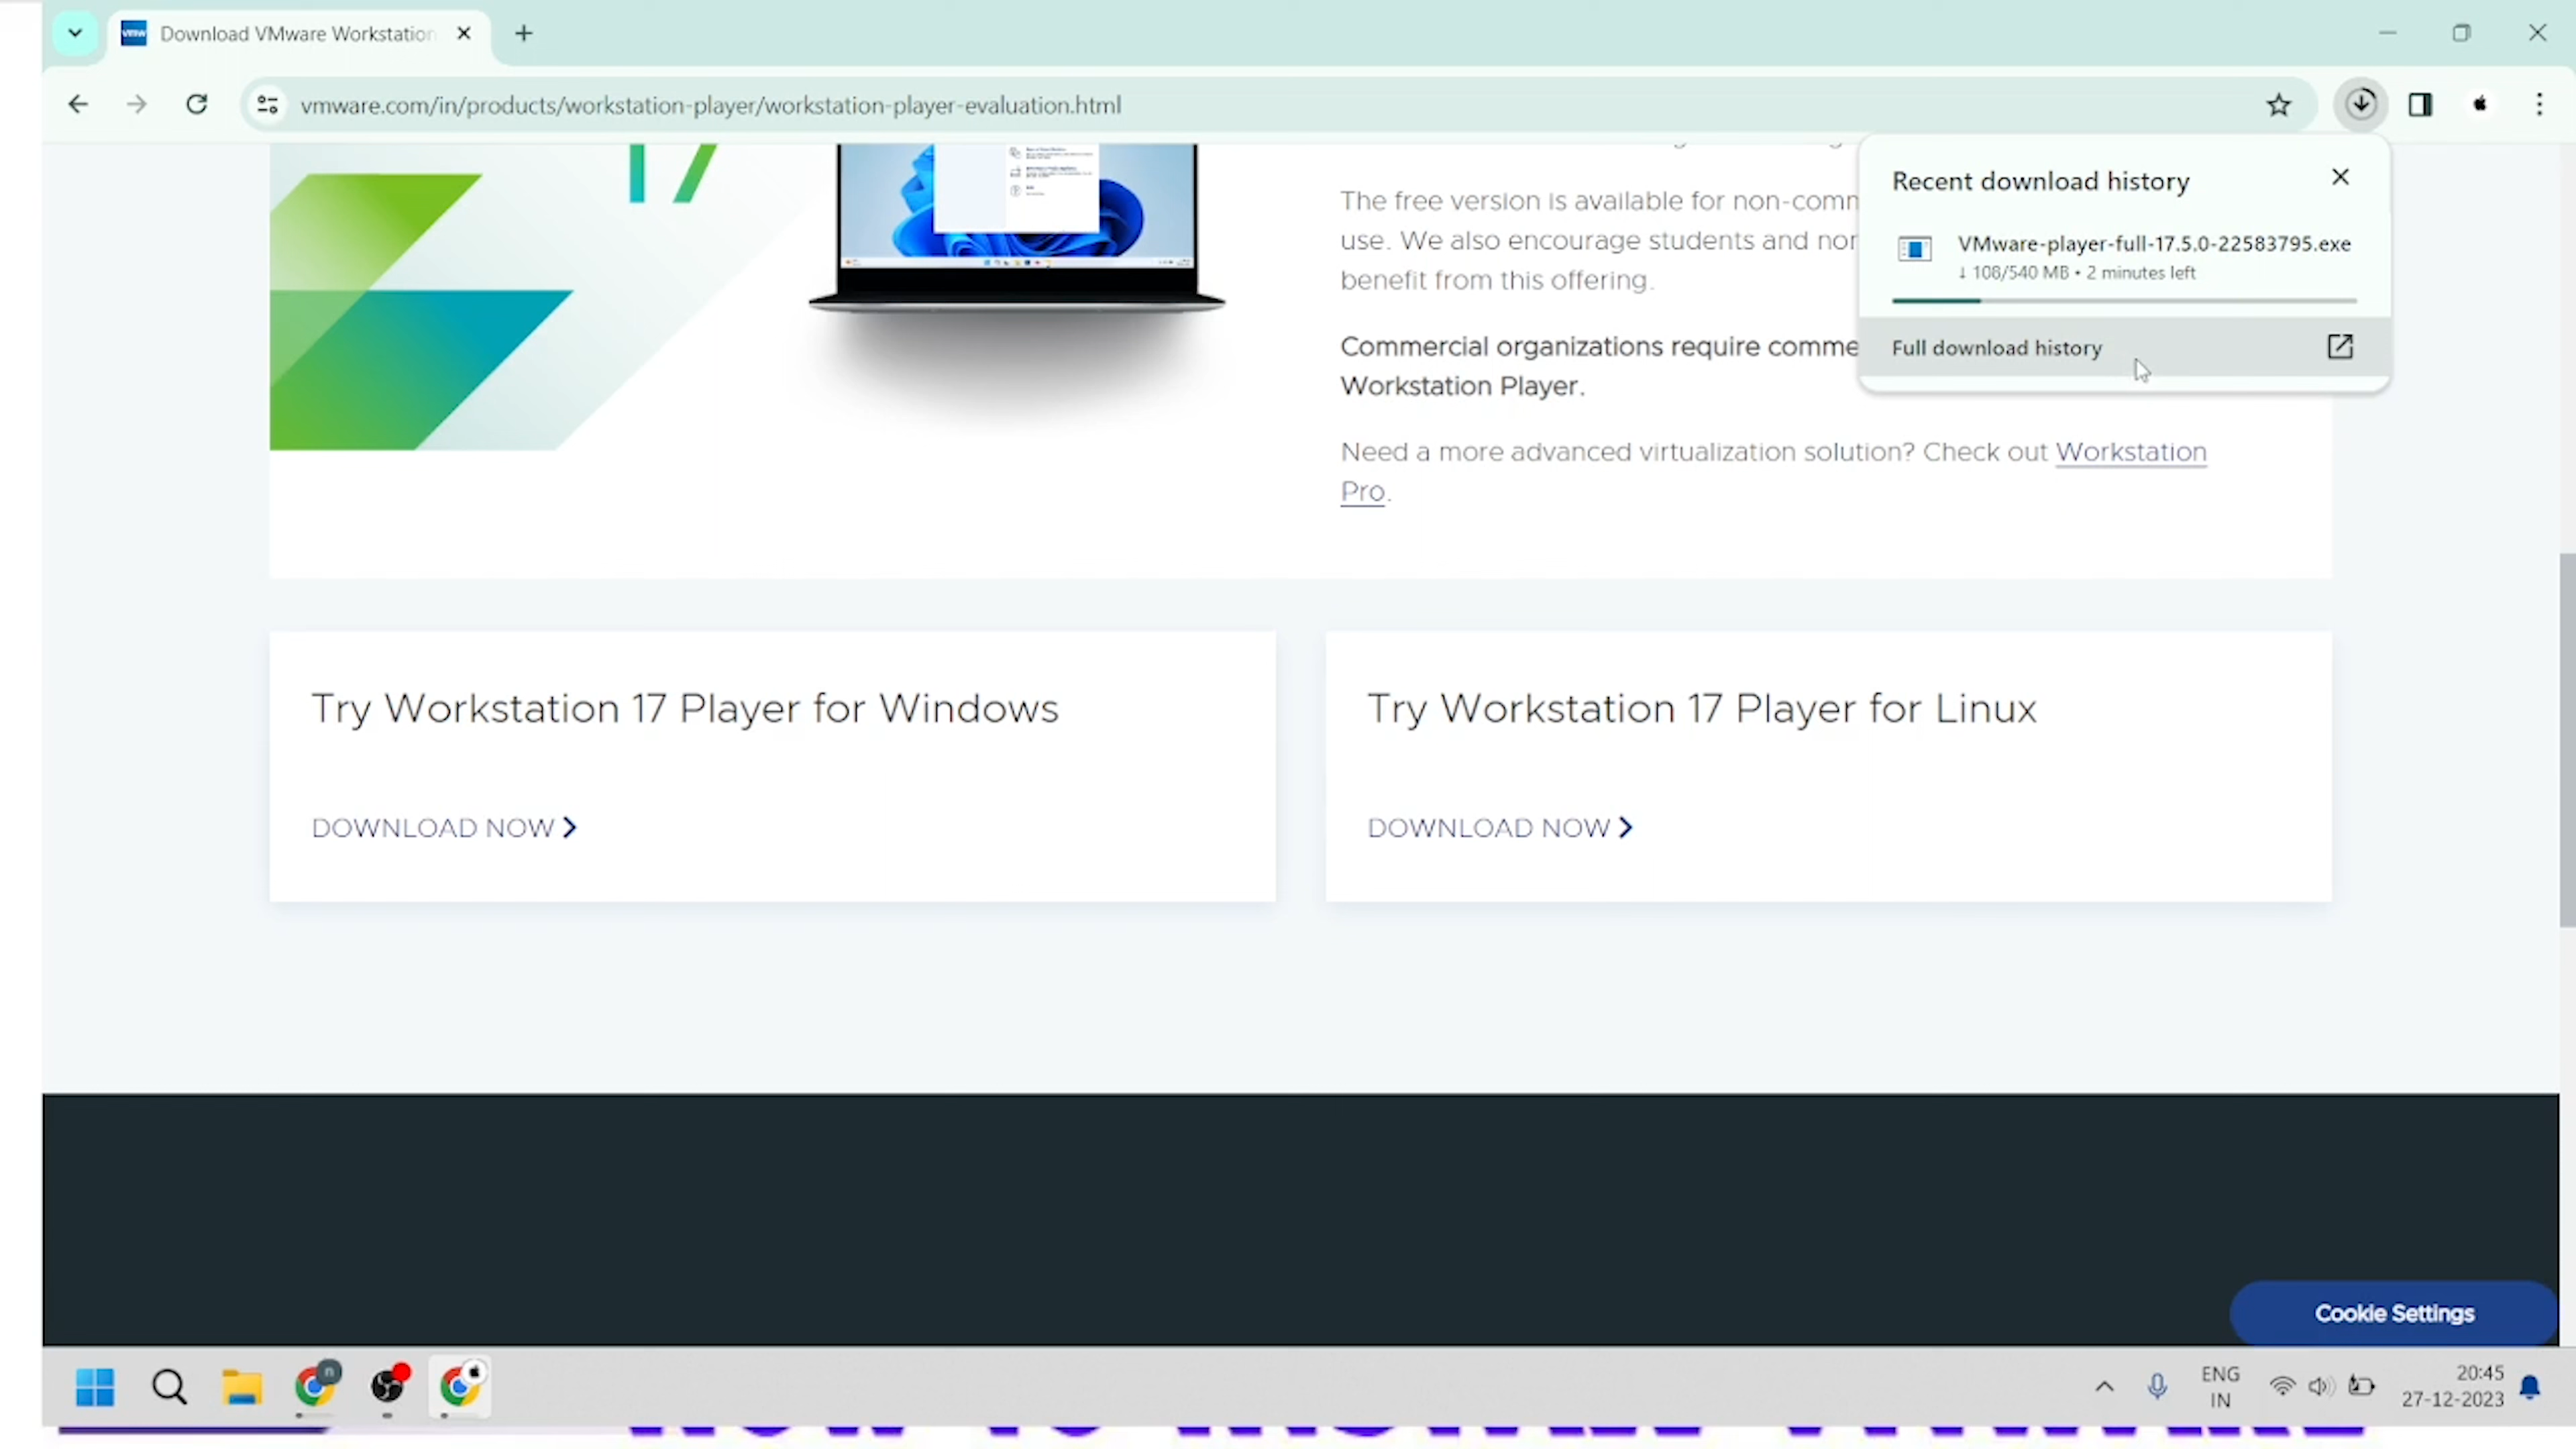 Download VMware Workstation
vmware.com/in/products/workstation-player/workstation-player-evaluation.html
Recent download history
VMware-player-full-17.5.0-22583795.exe
↓ 108/540 MB • 2 minutes left
Full download history
17
The free version is available for non-comm
use. We also encourage students and nor
benefit from this offering.
Commercial organizations require comme
Workstation Player.
Need a more advanced virtualization solution? Check out Workstation
Pro.
Try Workstation 17 Player for Windows
DOWNLOAD NOW
Try Workstation 17 Player for Linux
DOWNLOAD NOW
Cookie Settings
ENG
IN
20:45
27-12-2023